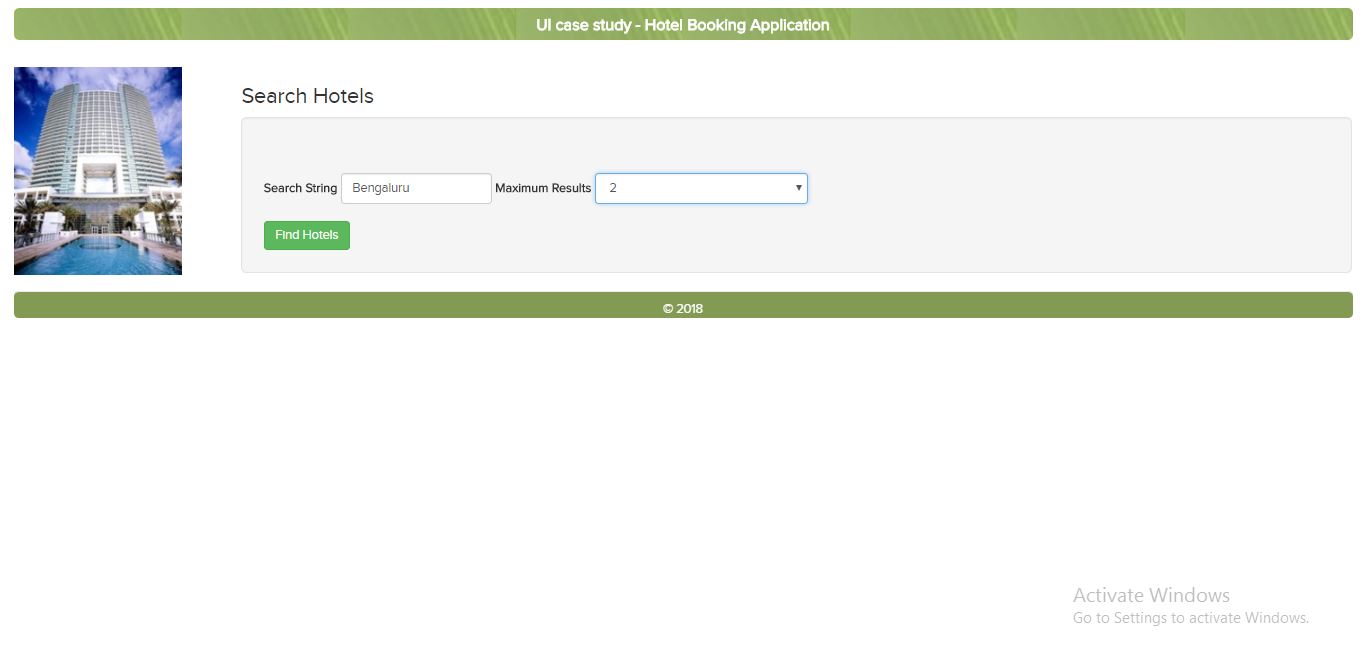 UI case study - Hotel Booking Application
Search Hotels
Search String Bengaluru Maximum Results 2
Find Hotels
© 2018
Activate Windows
Go to Settings to activate Windows.